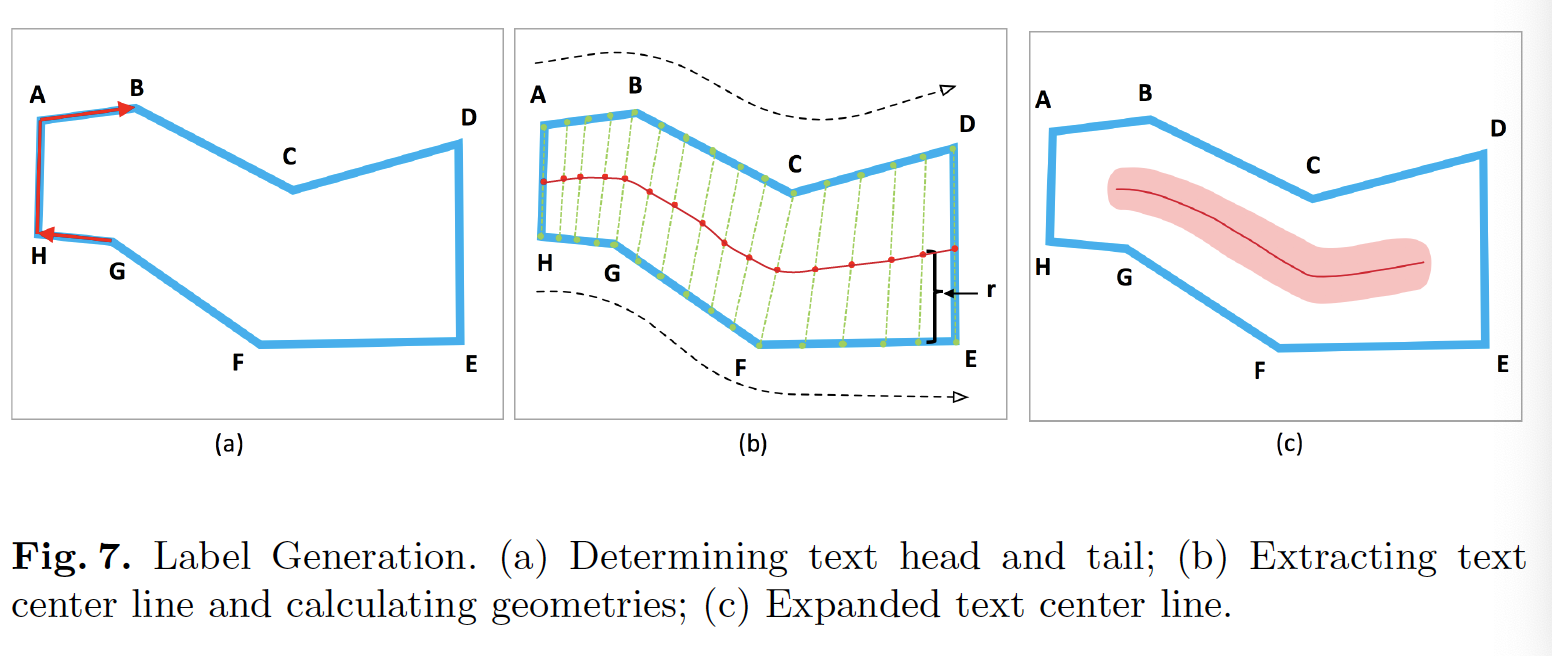 A B C D H G F E
(a)
A B C D H G F E r
(b)
A B C D H G F E
(c)
Fig. 7. Label Generation. (a) Determining text head and tail; (b) Extracting text
center line and calculating geometries; (c) Expanded text center line.